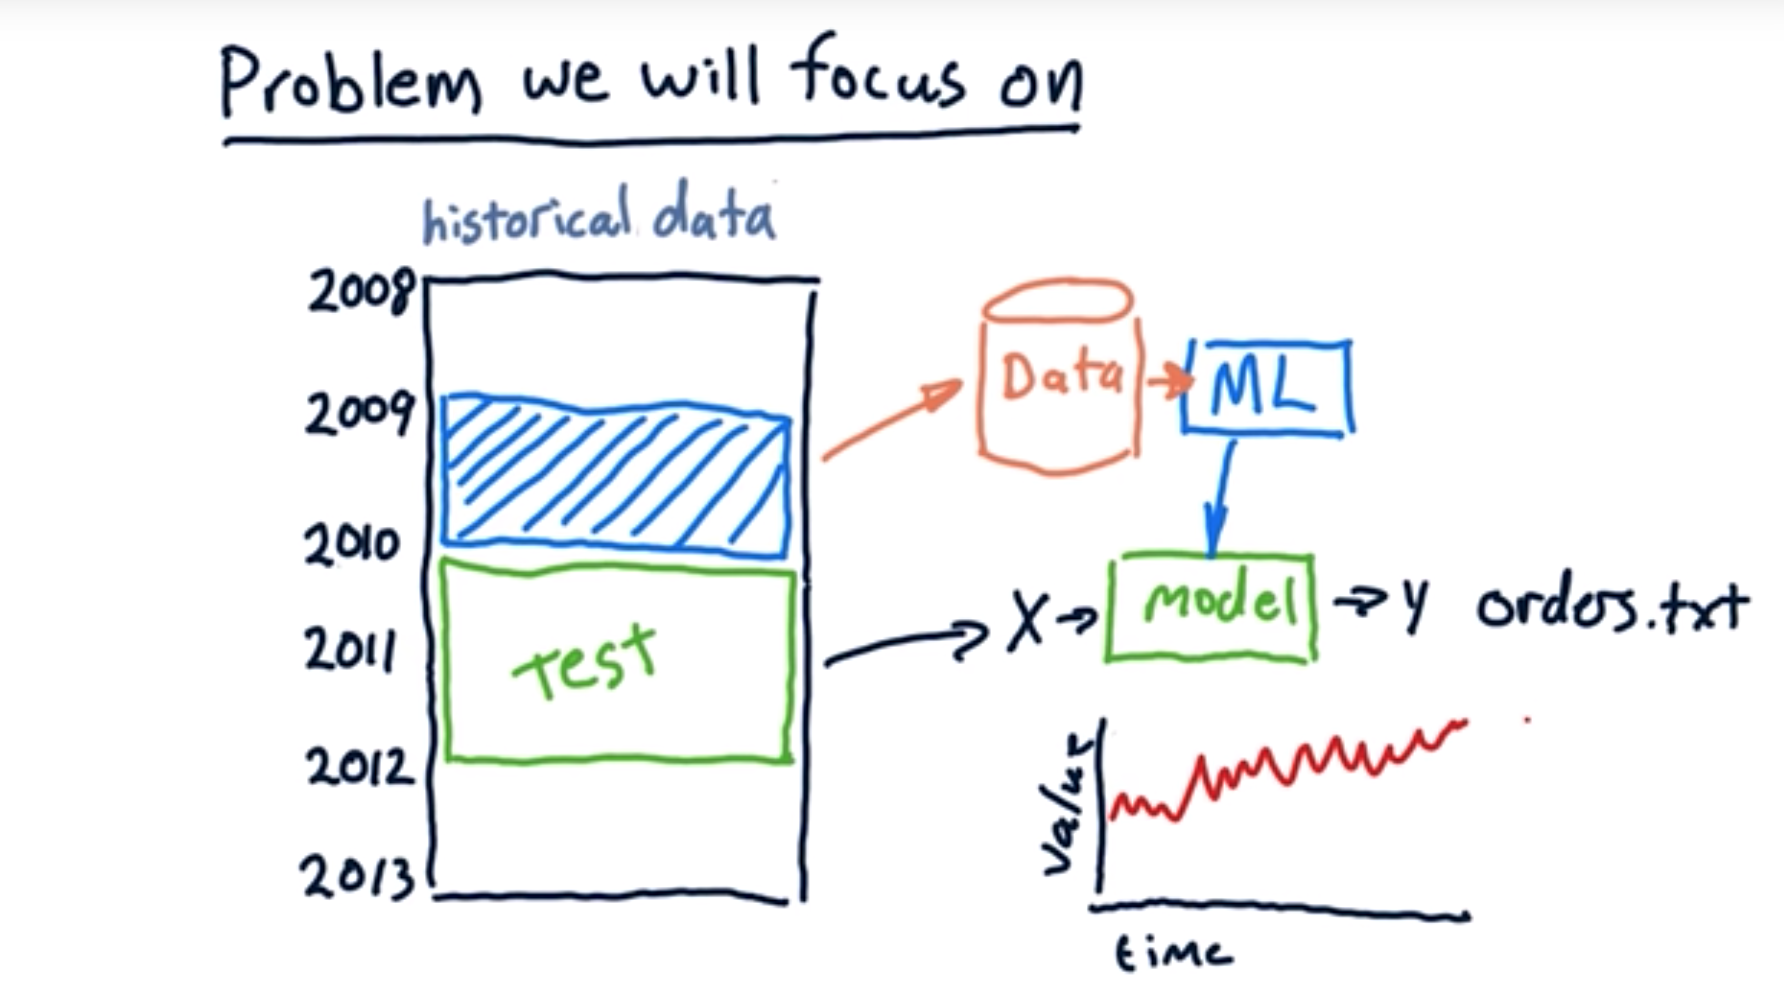 Problem we will focus on
historical data
2008
2009
2010
2011
2012
2013
Test
Data
ML
X
model
Y orders.txt
value
time